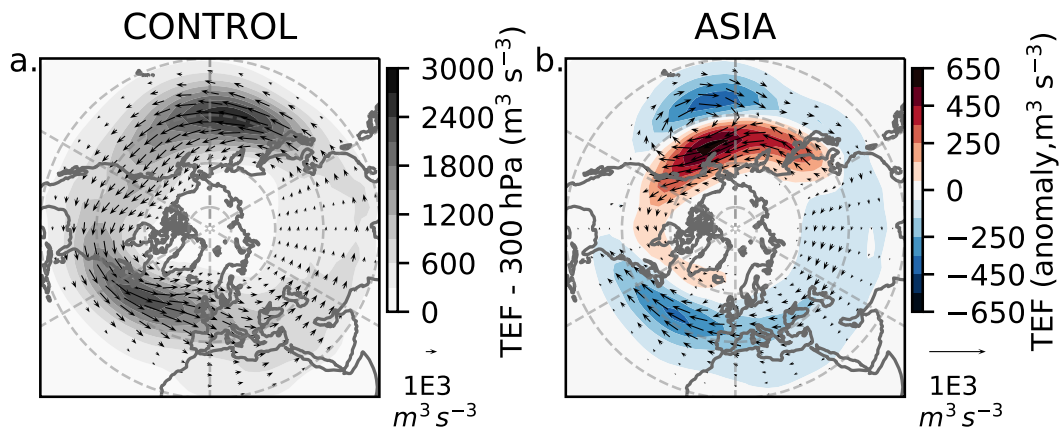 CONTROL
ASIA
a.
3000
2400
1800
1200
600
0
TEF - 300 hPa (m³ s⁻³)
1E3
m³ s⁻³
b.
650
450
250
0
−250
−450
−650
TEF (anomaly, m³ s⁻³)
1E3
m³ s⁻³